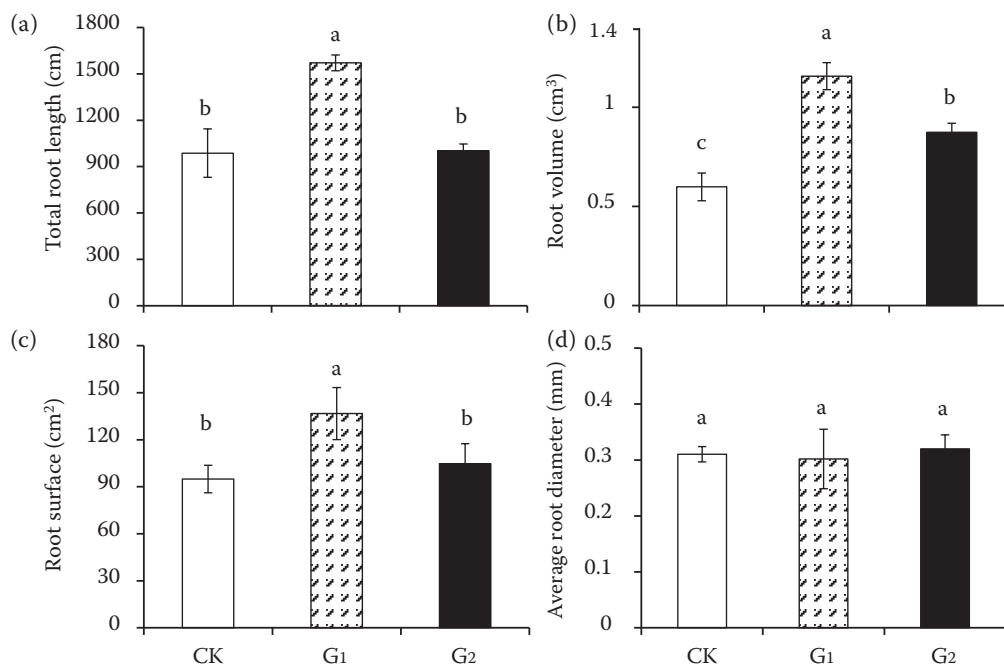 (a)
Total root length (cm)
1800
1500
1200
900
600
300
0
b
a
b
(b)
Root volume (cm³)
1.4
1
0.5
0
c
a
b
(c)
Root surface (cm²)
180
150
120
90
60
30
0
b
a
b
CK
G1
G2
(d)
Average root diameter (mm)
0.5
0.4
0.3
0.2
0.1
0
a
a
a
CK
G1
G2